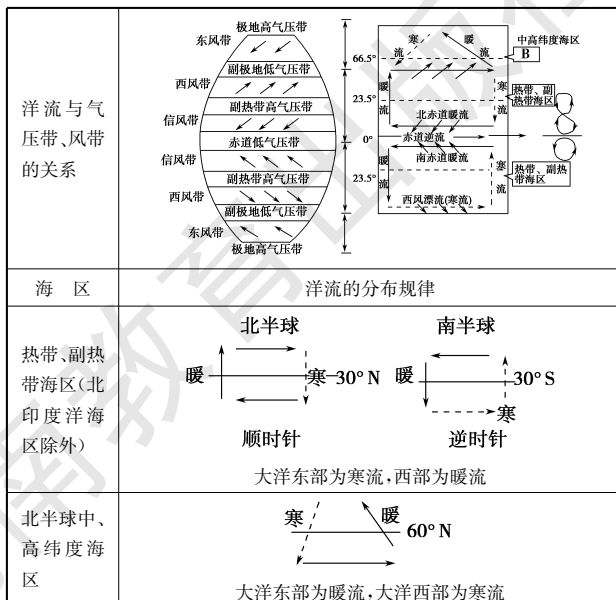 洋流与气
压带、风带
的关系
极地高气压带
东风带
副极地低气压带
西风带
副热带高气压带
信风带
赤道低气压带
信风带
副热带高气压带
西风带
副极地低气压带
东风带
极地高气压带
66.5°
23.5°
0°
23.5°
寒流
暖流
中高纬度海区
B
暖流
寒流
热带、副
热带海区
北赤道暖流
赤道逆流
南赤道暖流
暖流
寒流
热带、副热
带海区
西风漂流(寒流)
海 区
洋流的分布规律
热带、副热
带海区(北
印度洋海
区除外)
北半球
暖
寒
30°N
顺时针
南半球
暖
30°S
寒
逆时针
大洋东部为寒流,西部为暖流
北半球中、
高纬度海
区
寒
暖
60°N
大洋东部为暖流,大洋西部为寒流